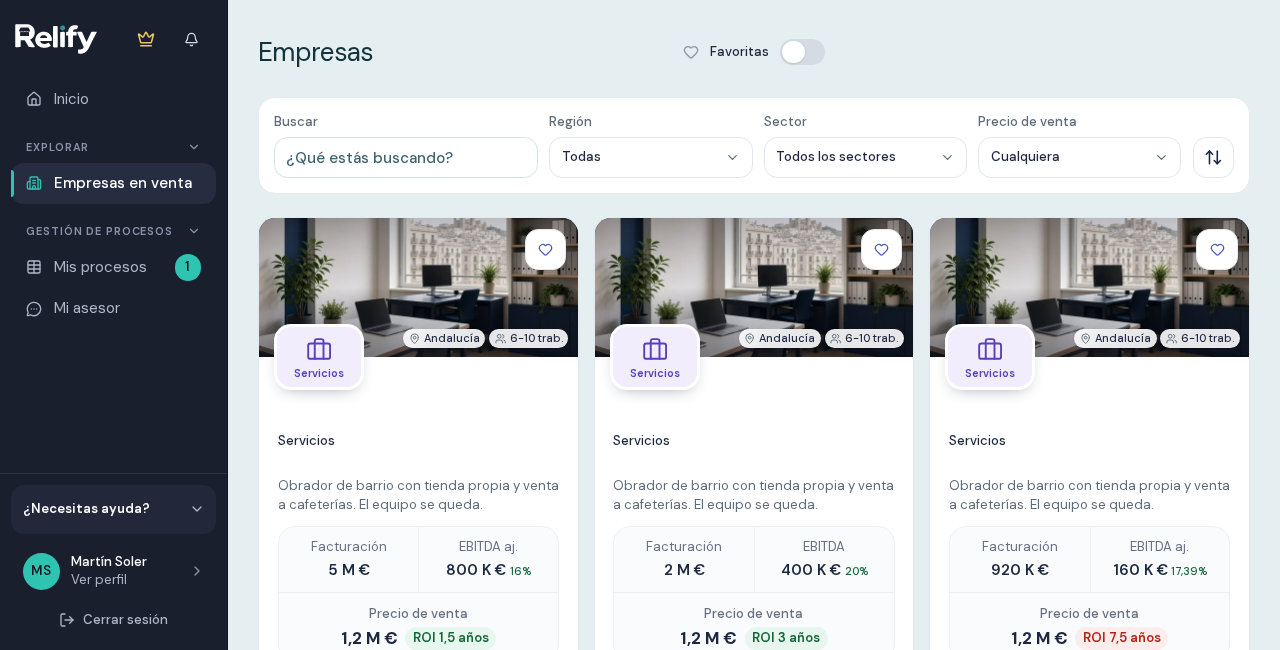 Relify
Inicio
EXPLORAR
Empresas en venta
GESTIÓN DE PROCESOS
Mis procesos 1
Mi asesor
¿Necesitas ayuda?
MS Martín Soler
Ver perfil
Cerrar sesión
Empresas
Favoritas
Buscar Región Sector Precio de venta
¿Qué estás buscando? Todas Todos los sectores Cualquiera
Andalucía 6-10 trab.
Servicios
Servicios
Obrador de barrio con tienda propia y venta
a cafeterías. El equipo se queda.
Facturación EBITDA aj.
5 M € 800 K € 16%
Precio de venta
1,2 M € ROI 1,5 años
Andalucía 6-10 trab.
Servicios
Servicios
Obrador de barrio con tienda propia y venta
a cafeterías. El equipo se queda.
Facturación EBITDA
2 M € 400 K € 20%
Precio de venta
1,2 M € ROI 3 años
Andalucía 6-10 trab.
Servicios
Servicios
Obrador de barrio con tienda propia y venta
a cafeterías. El equipo se queda.
Facturación EBITDA aj.
920 K € 160 K € 17,39%
Precio de venta
1,2 M € ROI 7,5 años